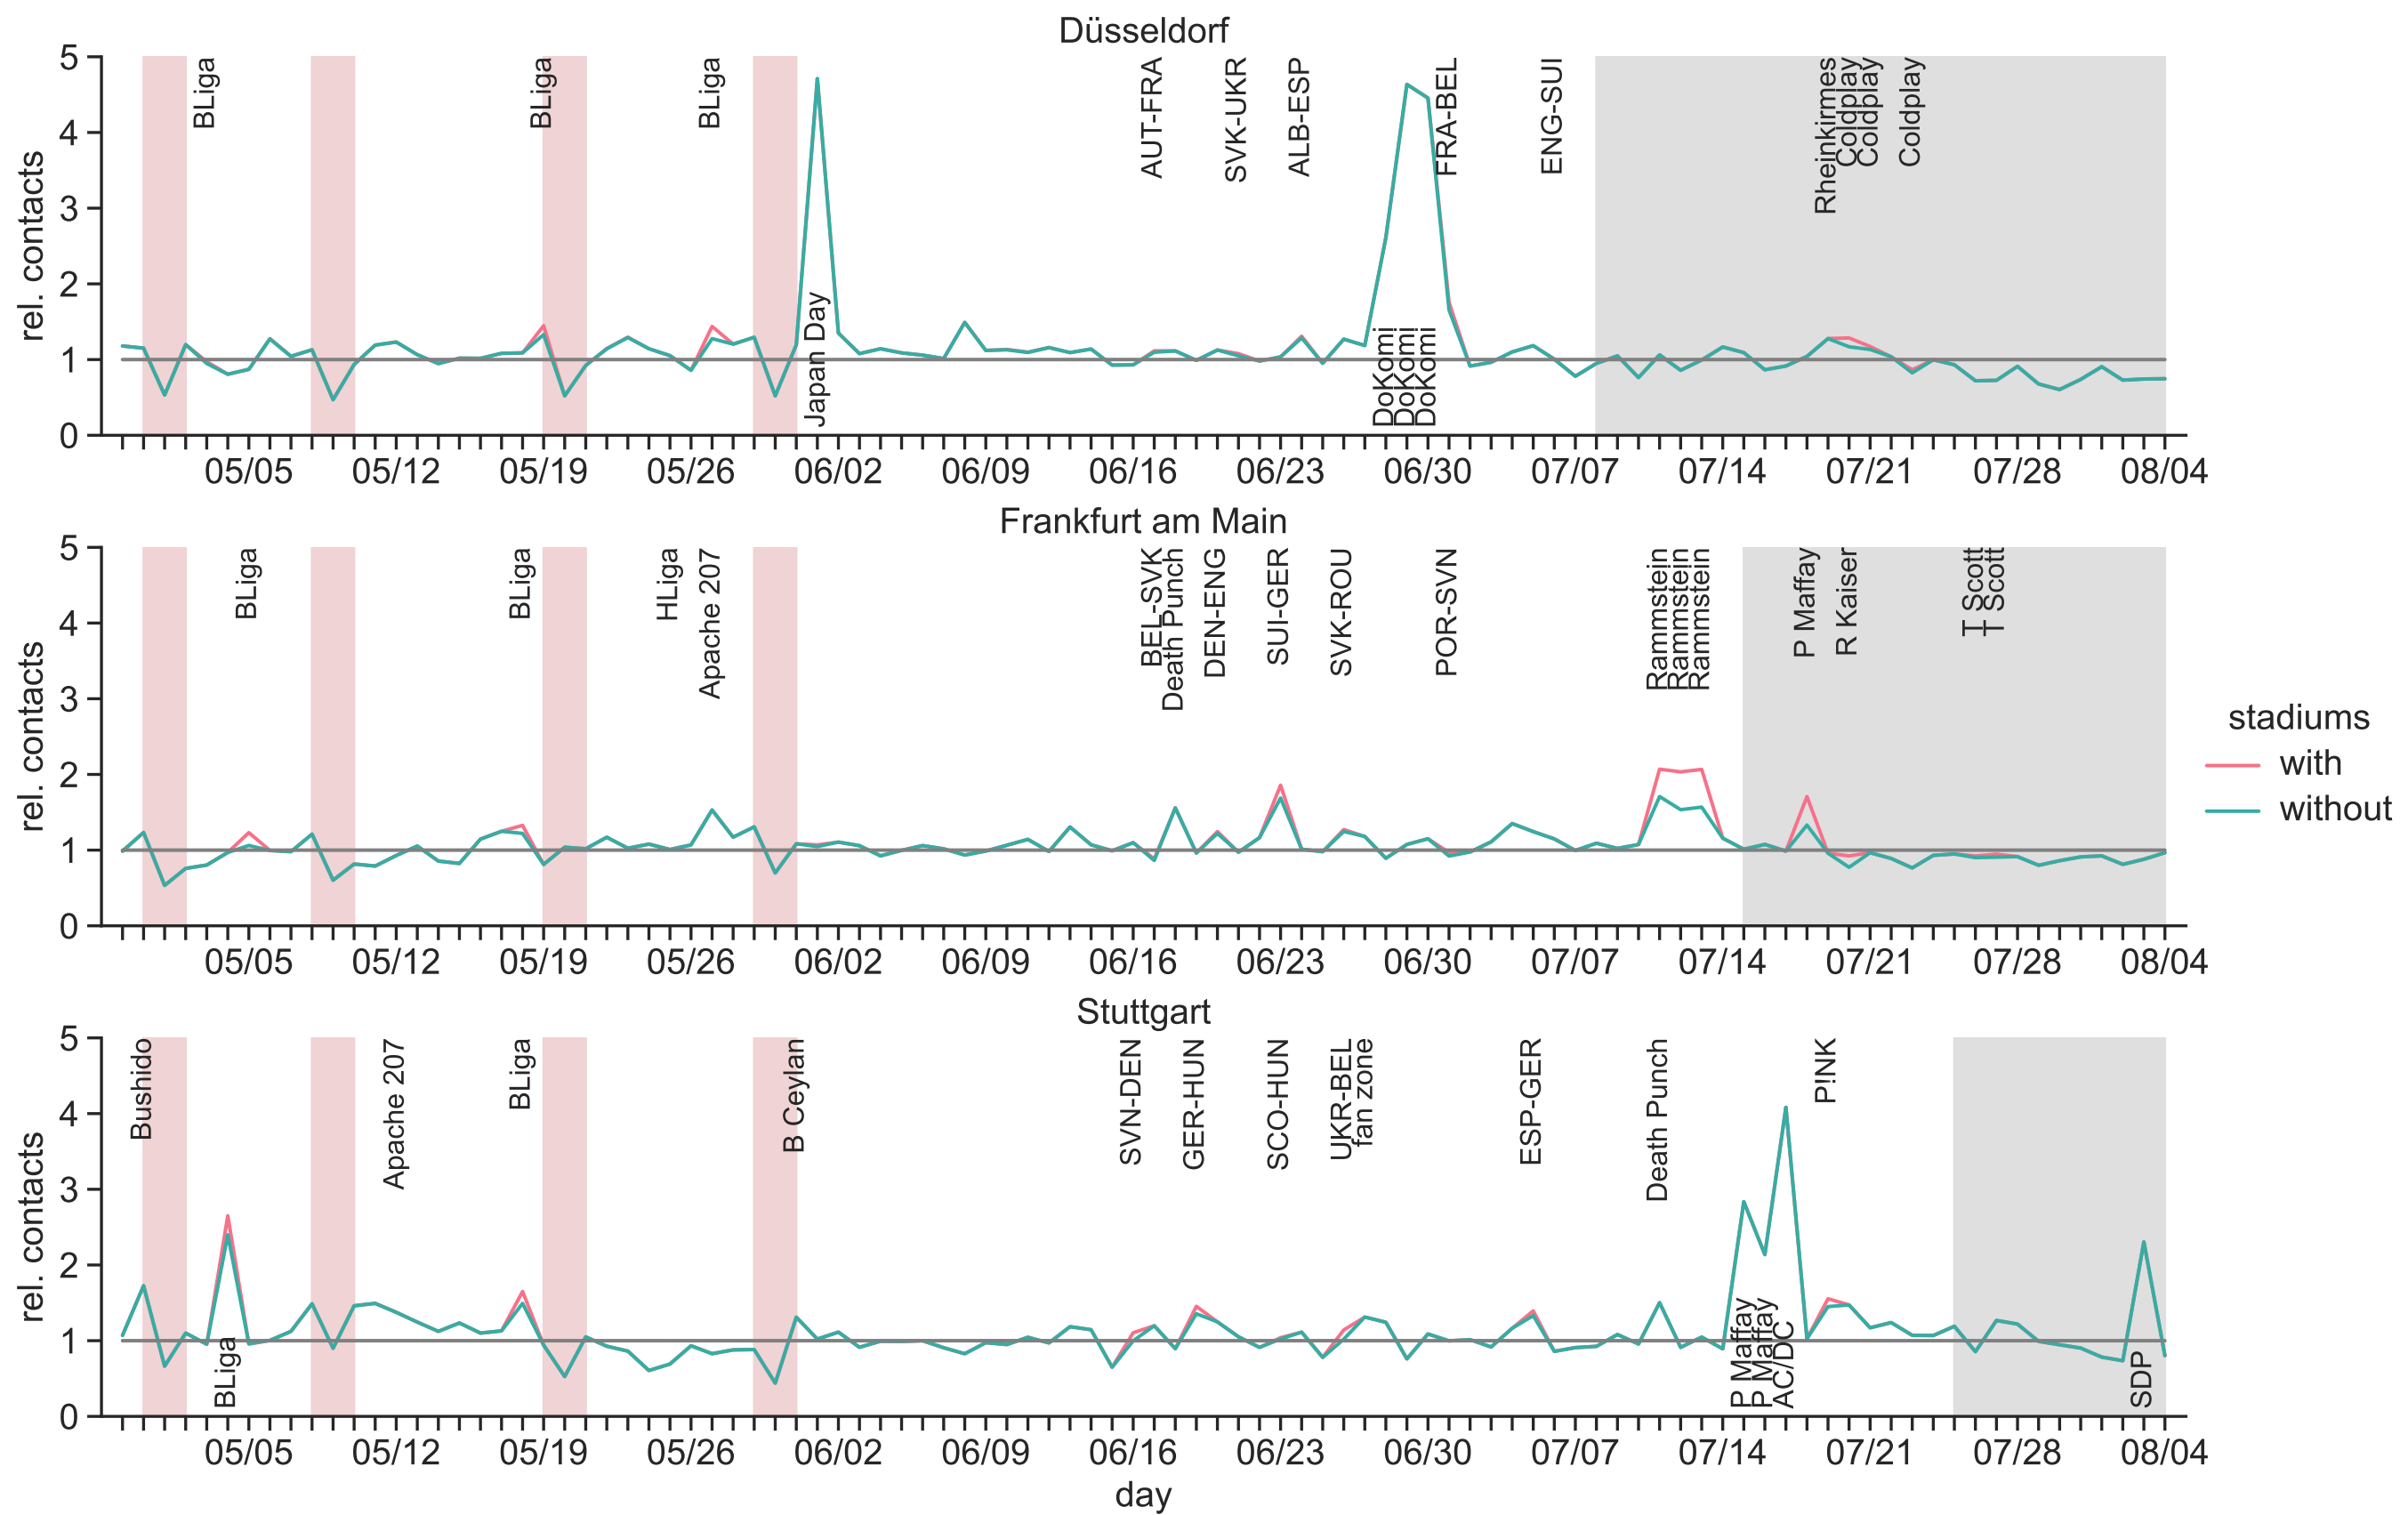 Düsseldorf
rel. contacts
5
4
3
2
1
0
BLiga
BLiga
BLiga
Japan Day
AUT-FRA
SVK-UKR
ALB-ESP
DoKomi
DoKomi
DoKomi
FRA-BEL
ENG-SUI
Rheinkirmes
Coldplay
Coldplay
Coldplay
05/05 05/12 05/19 05/26 06/02 06/09 06/16 06/23 06/30 07/07 07/14 07/21 07/28 08/04
Frankfurt am Main
rel. contacts
5
4
3
2
1
0
BLiga
BLiga
HLiga
Apache 207
BEL-SVK
Death Punch
DEN-ENG
SUI-GER
SVK-ROU
POR-SVN
Rammstein
Rammstein
Rammstein
P Maffay
R Kaiser
T Scott
T Scott
05/05 05/12 05/19 05/26 06/02 06/09 06/16 06/23 06/30 07/07 07/14 07/21 07/28 08/04
stadiums
with
without
Stuttgart
rel. contacts
5
4
3
2
1
0
Bushido
BLiga
Apache 207
BLiga
B Ceylan
SVN-DEN
GER-HUN
SCO-HUN
UKR-BEL
fan zone
ESP-GER
Death Punch
P Maffay
P Maffay
AC/DC
P!NK
SDP
05/05 05/12 05/19 05/26 06/02 06/09 06/16 06/23 06/30 07/07 07/14 07/21 07/28 08/04
day